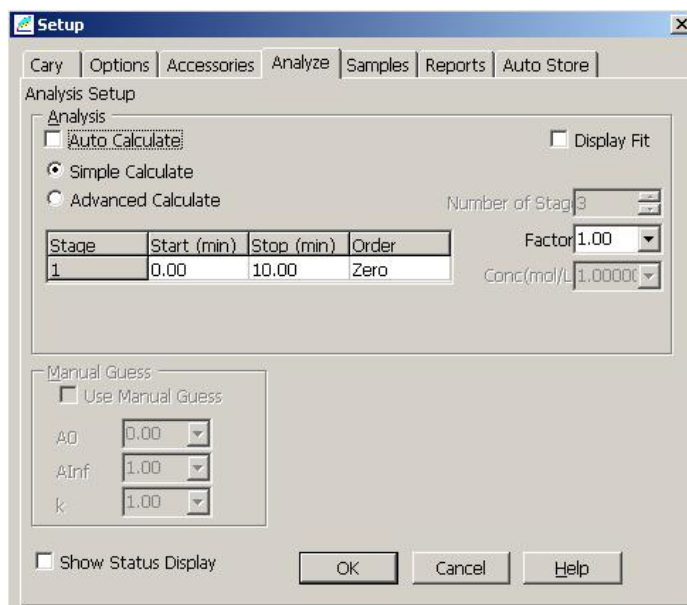 Setup
Cary Options Accessories Analyze Samples Reports Auto Store
Analysis Setup
Analysis
Auto Calculate Display Fit
Simple Calculate
Advanced Calculate Number of Stag 3
Factor 1.00
Stage Start (min) Stop (min) Order
1 0.00 10.00 Zero
Conc(mol/L 1.0000(
Manual Guess
Use Manual Guess
A0 0.00
AInf 1.00
k 1.00
Show Status Display OK Cancel Help